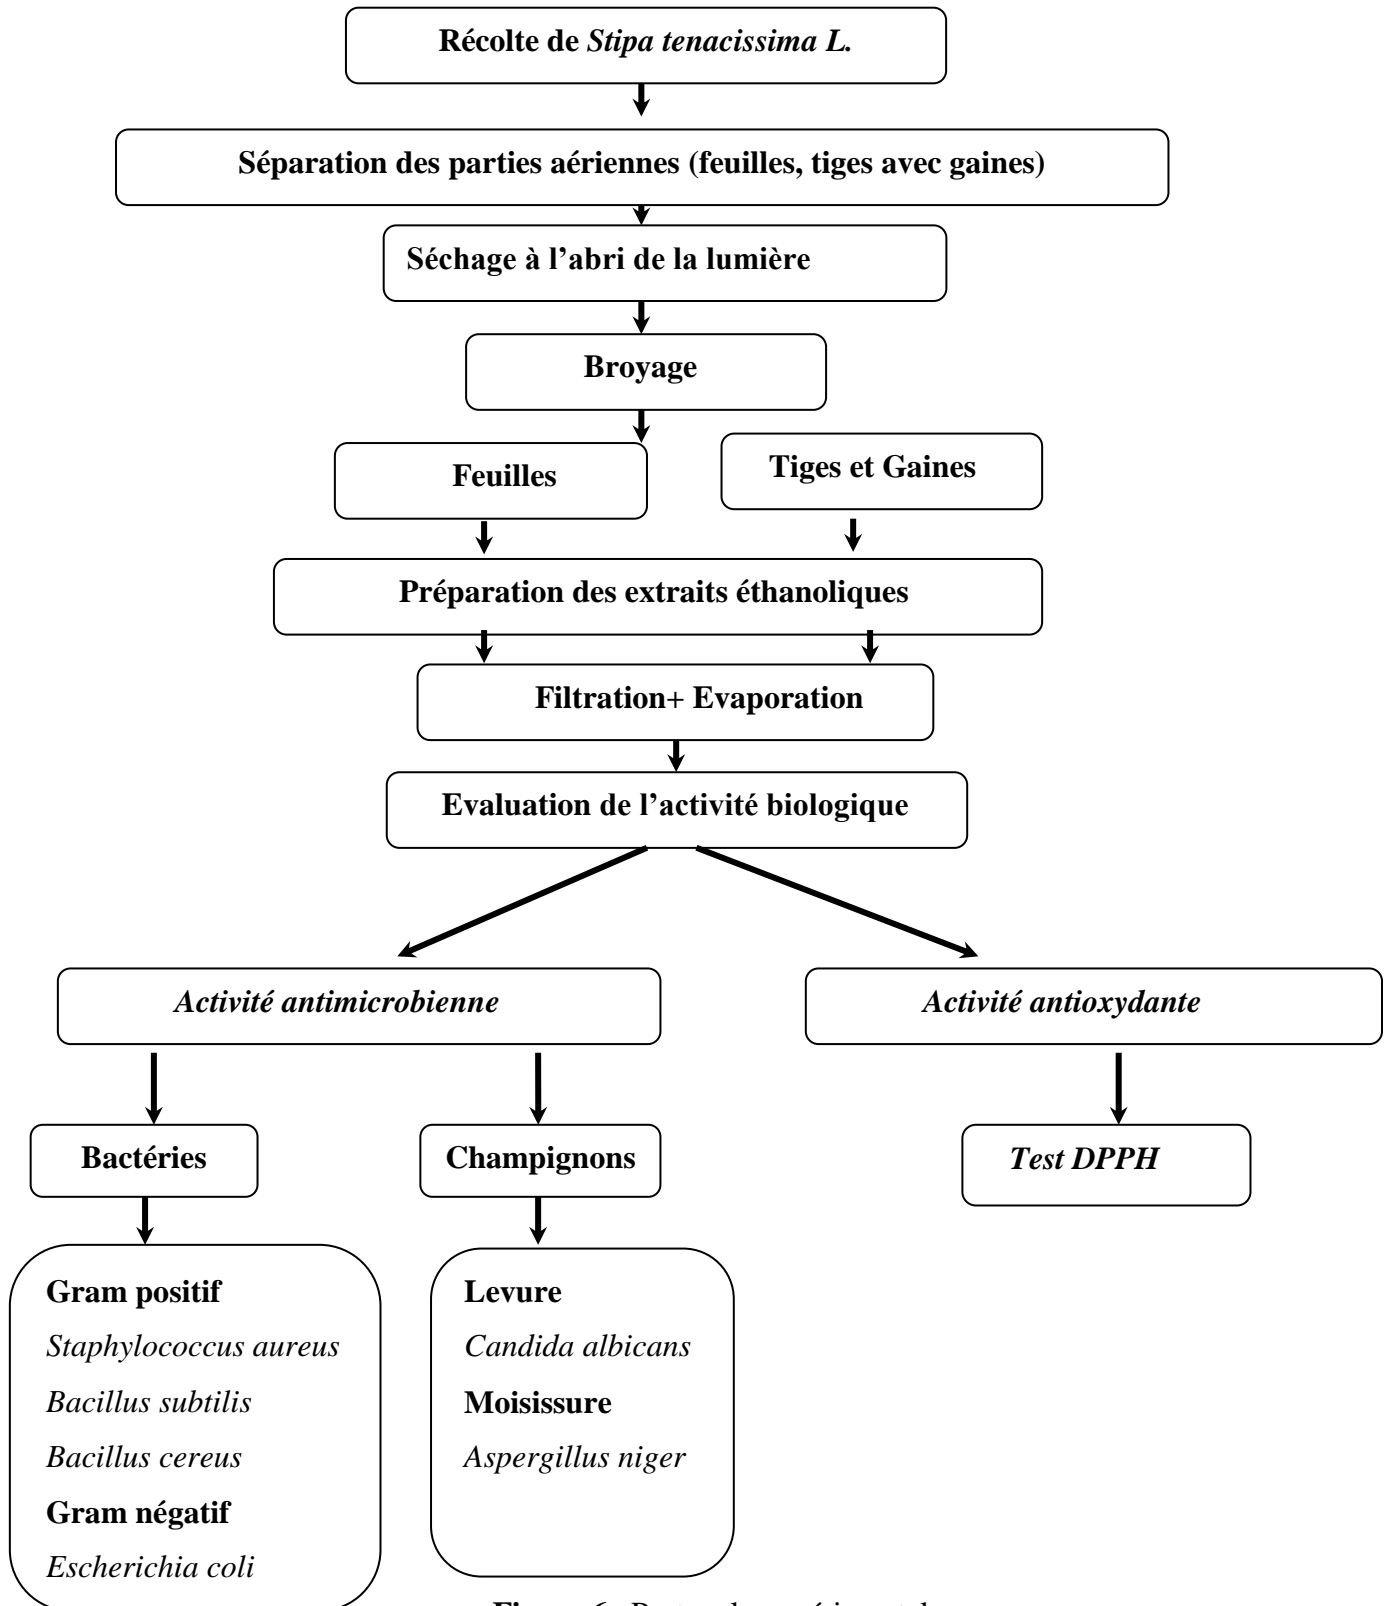 Récolte de Stipa tenacissima L.
Séparation des parties aériennes (feuilles, tiges avec gaines)
Séchage à l’abri de la lumière
Broyage
Feuilles
Tiges et Gaines
Préparation des extraits éthanoliques
Filtration+ Evaporation
Evaluation de l’activité biologique
Activité antimicrobienne
Activité antioxydante
Bactéries
Champignons
Test DPPH
Gram positif
Staphylococcus aureus
Bacillus subtilis
Bacillus cereus
Gram négatif
Escherichia coli
Levure
Candida albicans
Moisissure
Aspergillus niger